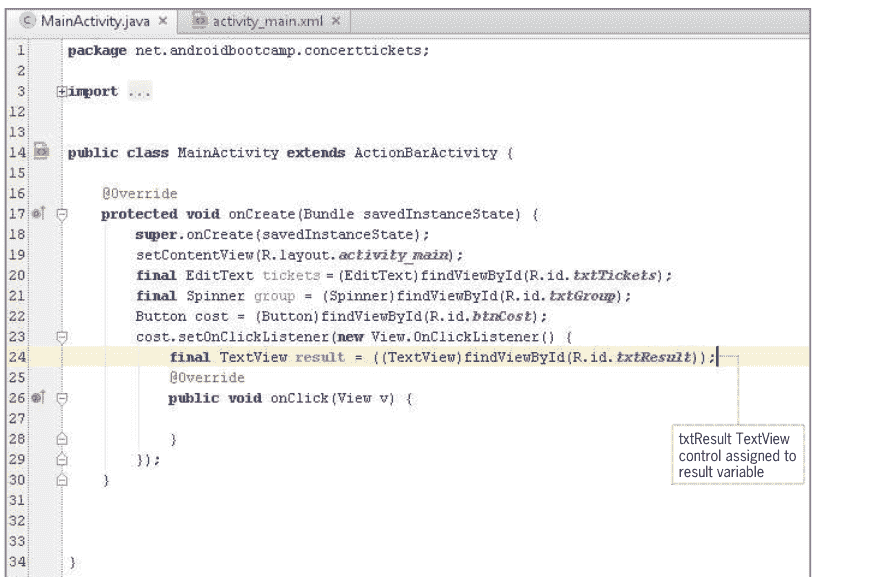 MainActivity.java × activity_main.xml ×
1 package net.androidbootcamp.concerttickets;
2
3 import ...
12
13
14 public class MainActivity extends ActionBarActivity {
15
16 @Override
17 protected void onCreate(Bundle savedInstanceState) {
18 super.onCreate(savedInstanceState);
19 setContentView(R.layout.activity_main);
20 final EditText tickets = (EditText)findViewById(R.id.txtTickets);
21 final Spinner group = (Spinner)findViewById(R.id.txtGroup);
22 Button cost = (Button)findViewById(R.id.btnCost);
23 cost.setOnClickListener(new View.OnClickListener() {
24 final TextView result = ((TextView)findViewById(R.id.txtResult));
25 @Override
26 public void onClick(View v) {
27
28 }
29 });
30 }
31
32
33
34 }
txtResult TextView
control assigned to
result variable